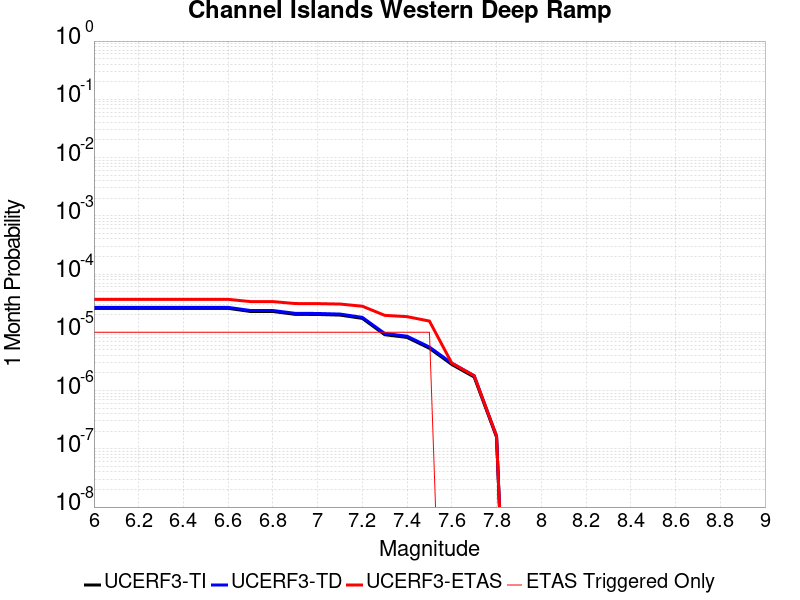 Channel Islands Western Deep Ramp
10^0
10^-1
10^-2
10^-3
10^-4
10^-5
10^-6
10^-7
10^-8
1 Month Probability
6 6.2 6.4 6.6 6.8 7 7.2 7.4 7.6 7.8 8 8.2 8.4 8.6 8.8 9
Magnitude
UCERF3-TI UCERF3-TD UCERF3-ETAS ETAS Triggered Only